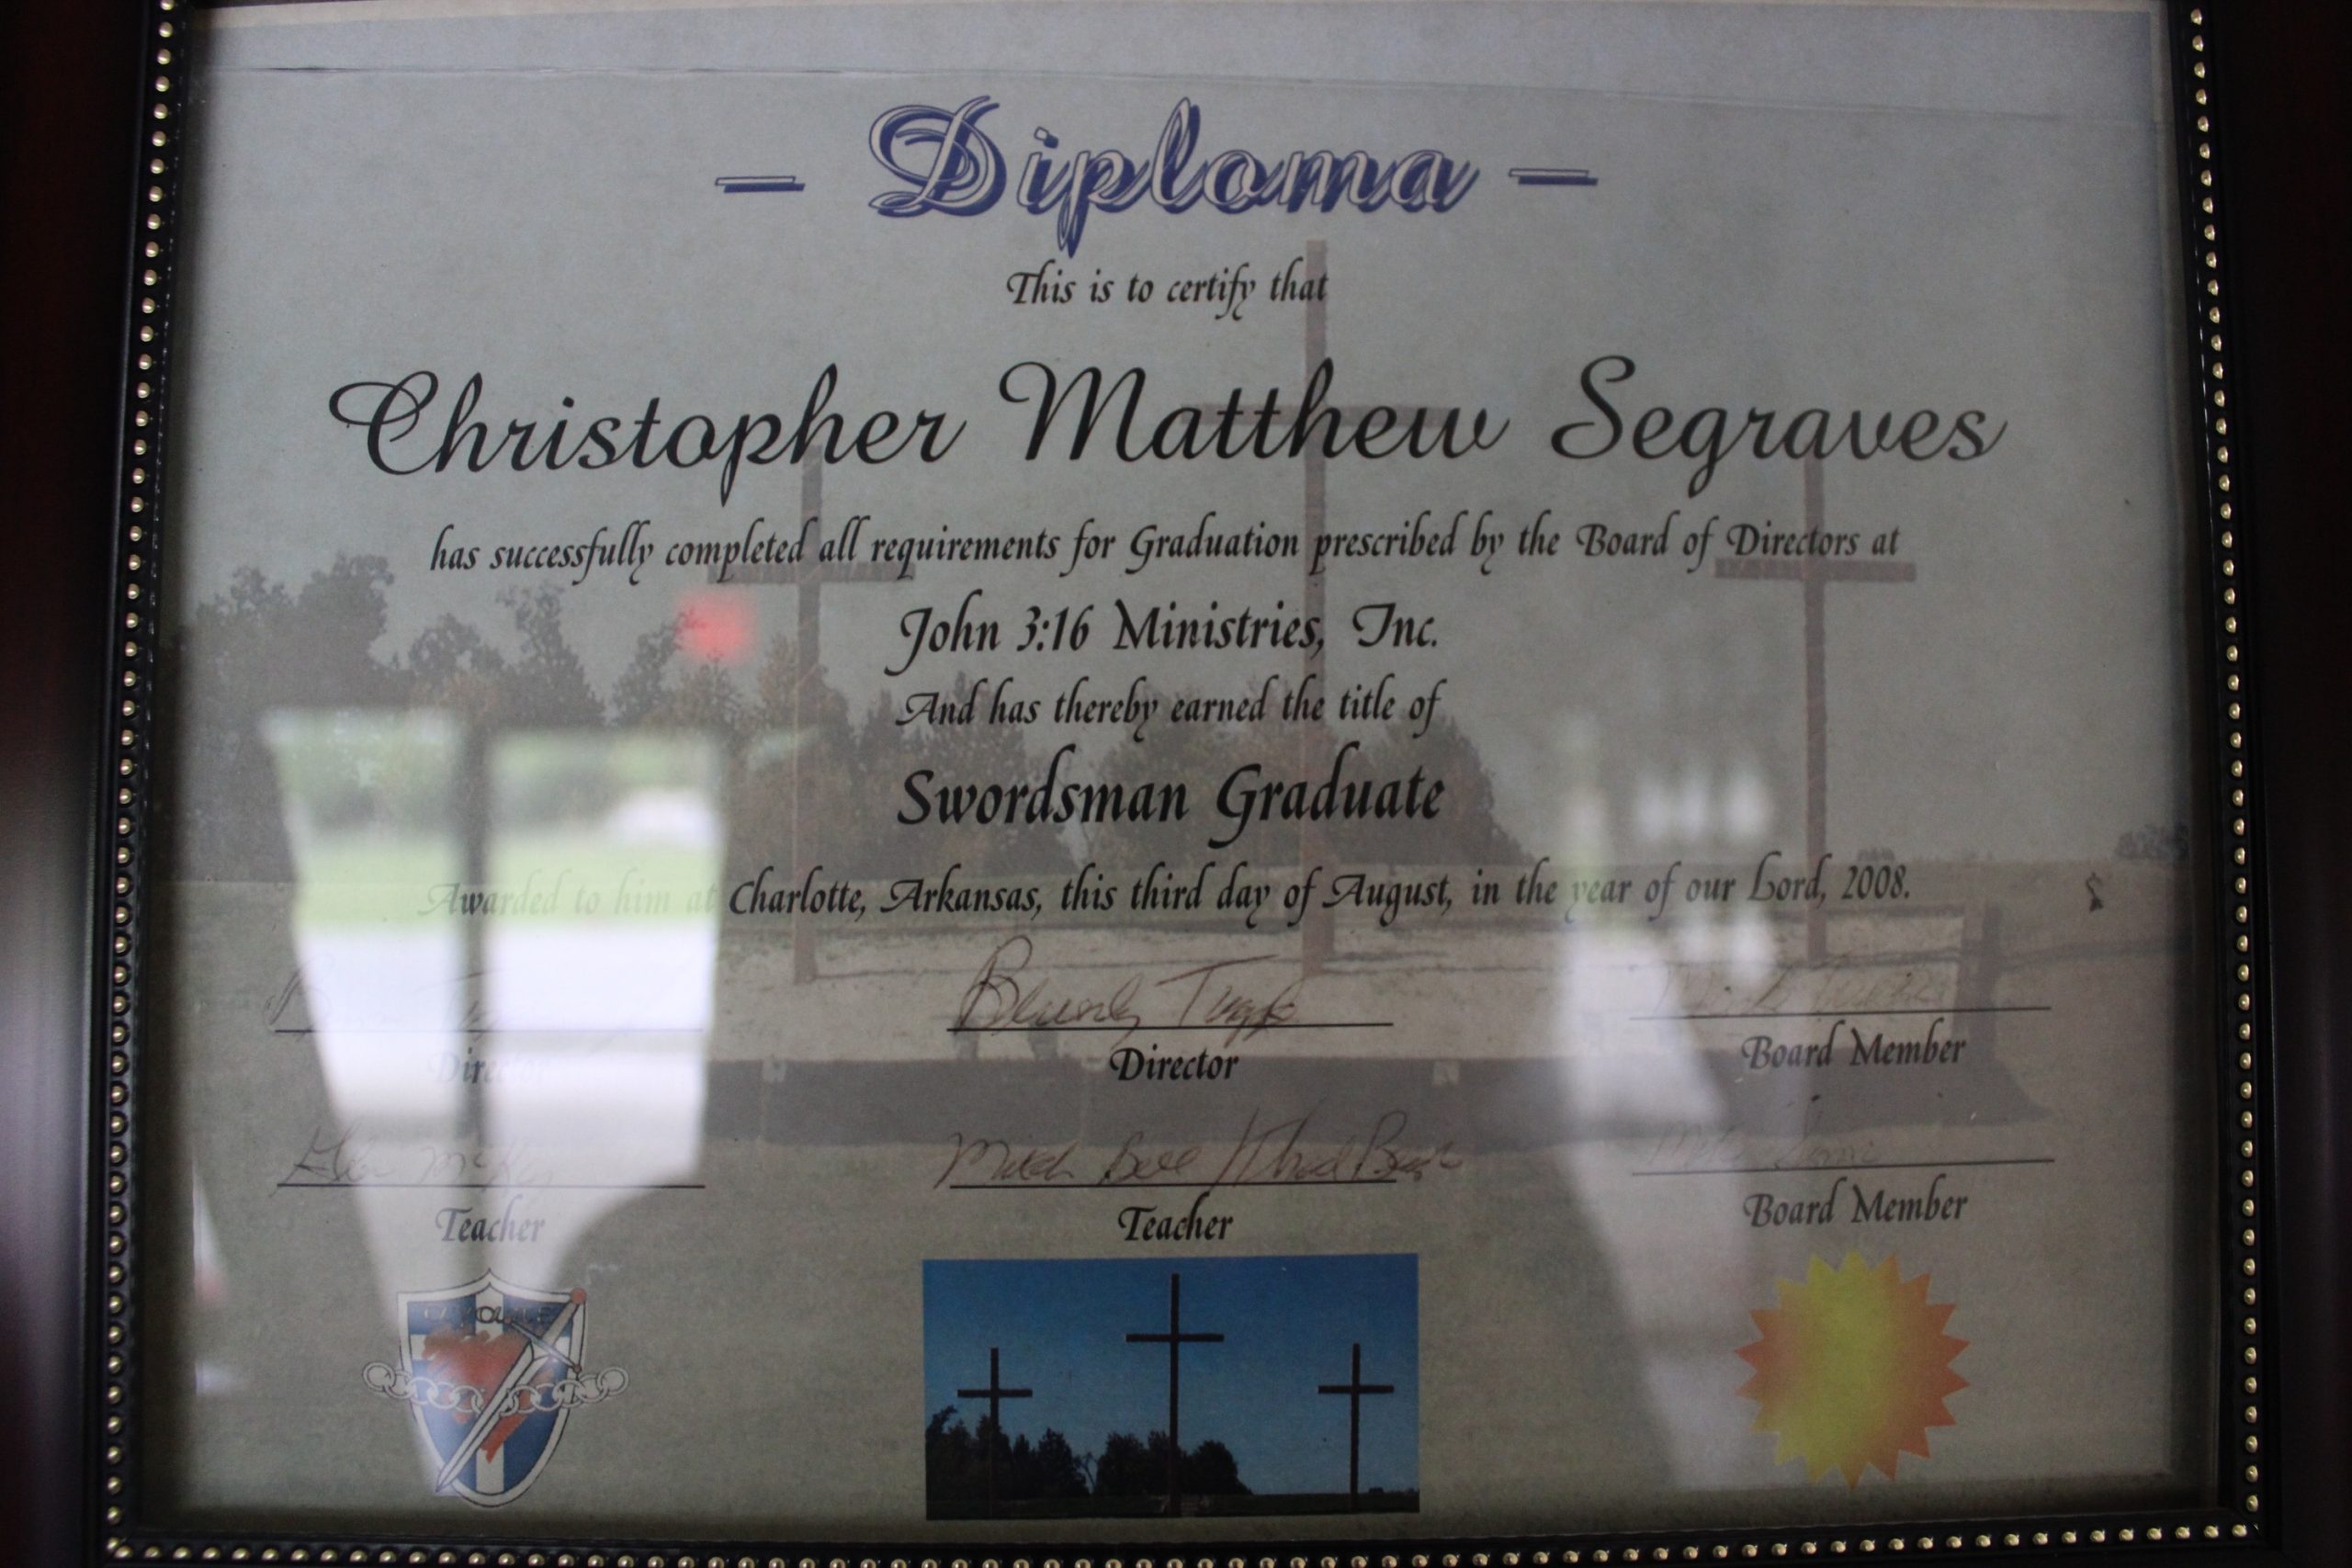 – Diploma –
This is to certify that
Christopher Matthew Segraves
has successfully completed all requirements for Graduation prescribed by the Board of Directors at
John 3:16 Ministries, Inc.
And has thereby earned the title of
Swordsman Graduate
Awarded to him at Charlotte, Arkansas, this third day of August, in the year of our Lord, 2008.
Beverly
Director Director Board Member
Teacher Teacher Board Member